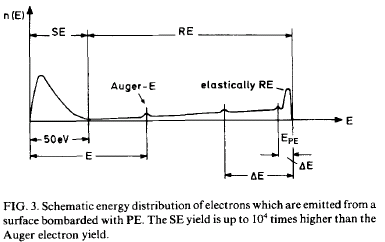 n(E)
SE
RE
Auger-E
elastically RE
E
50eV
E_PE
E
ΔE
ΔE
FIG. 3. Schematic energy distribution of electrons which are emitted from a
surface bombarded with PE. The SE yield is up to 10⁴ times higher than the
Auger electron yield.